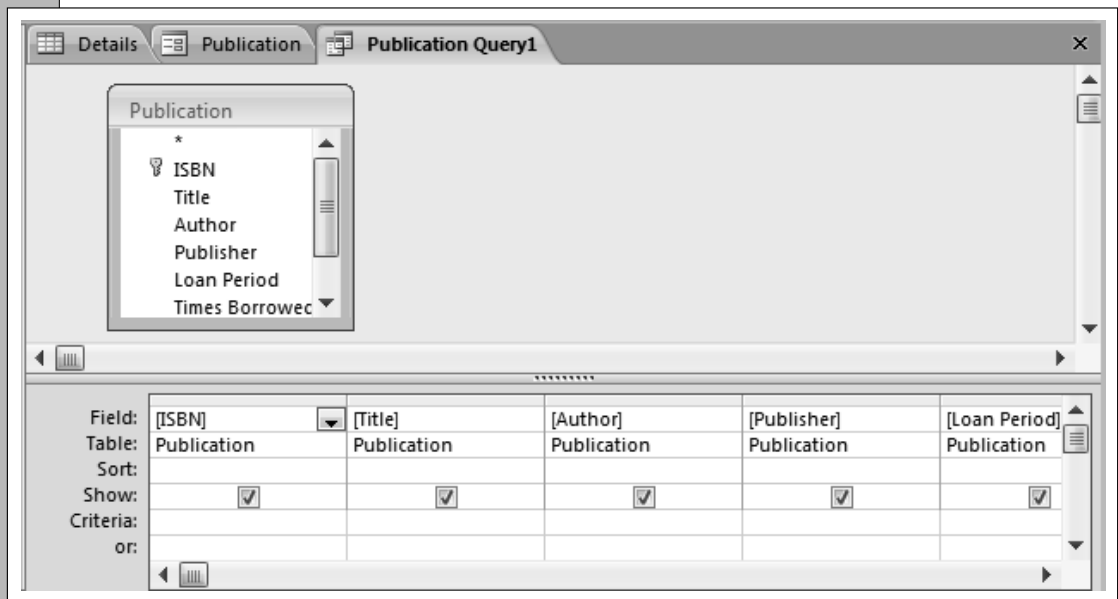 Details Publication Publication Query1
Publication
*
ISBN
Title
Author
Publisher
Loan Period
Times Borrowed
Field: [ISBN] [Title] [Author] [Publisher] [Loan Period]
Table: Publication Publication Publication Publication Publication
Sort:
Show:
Criteria:
or: